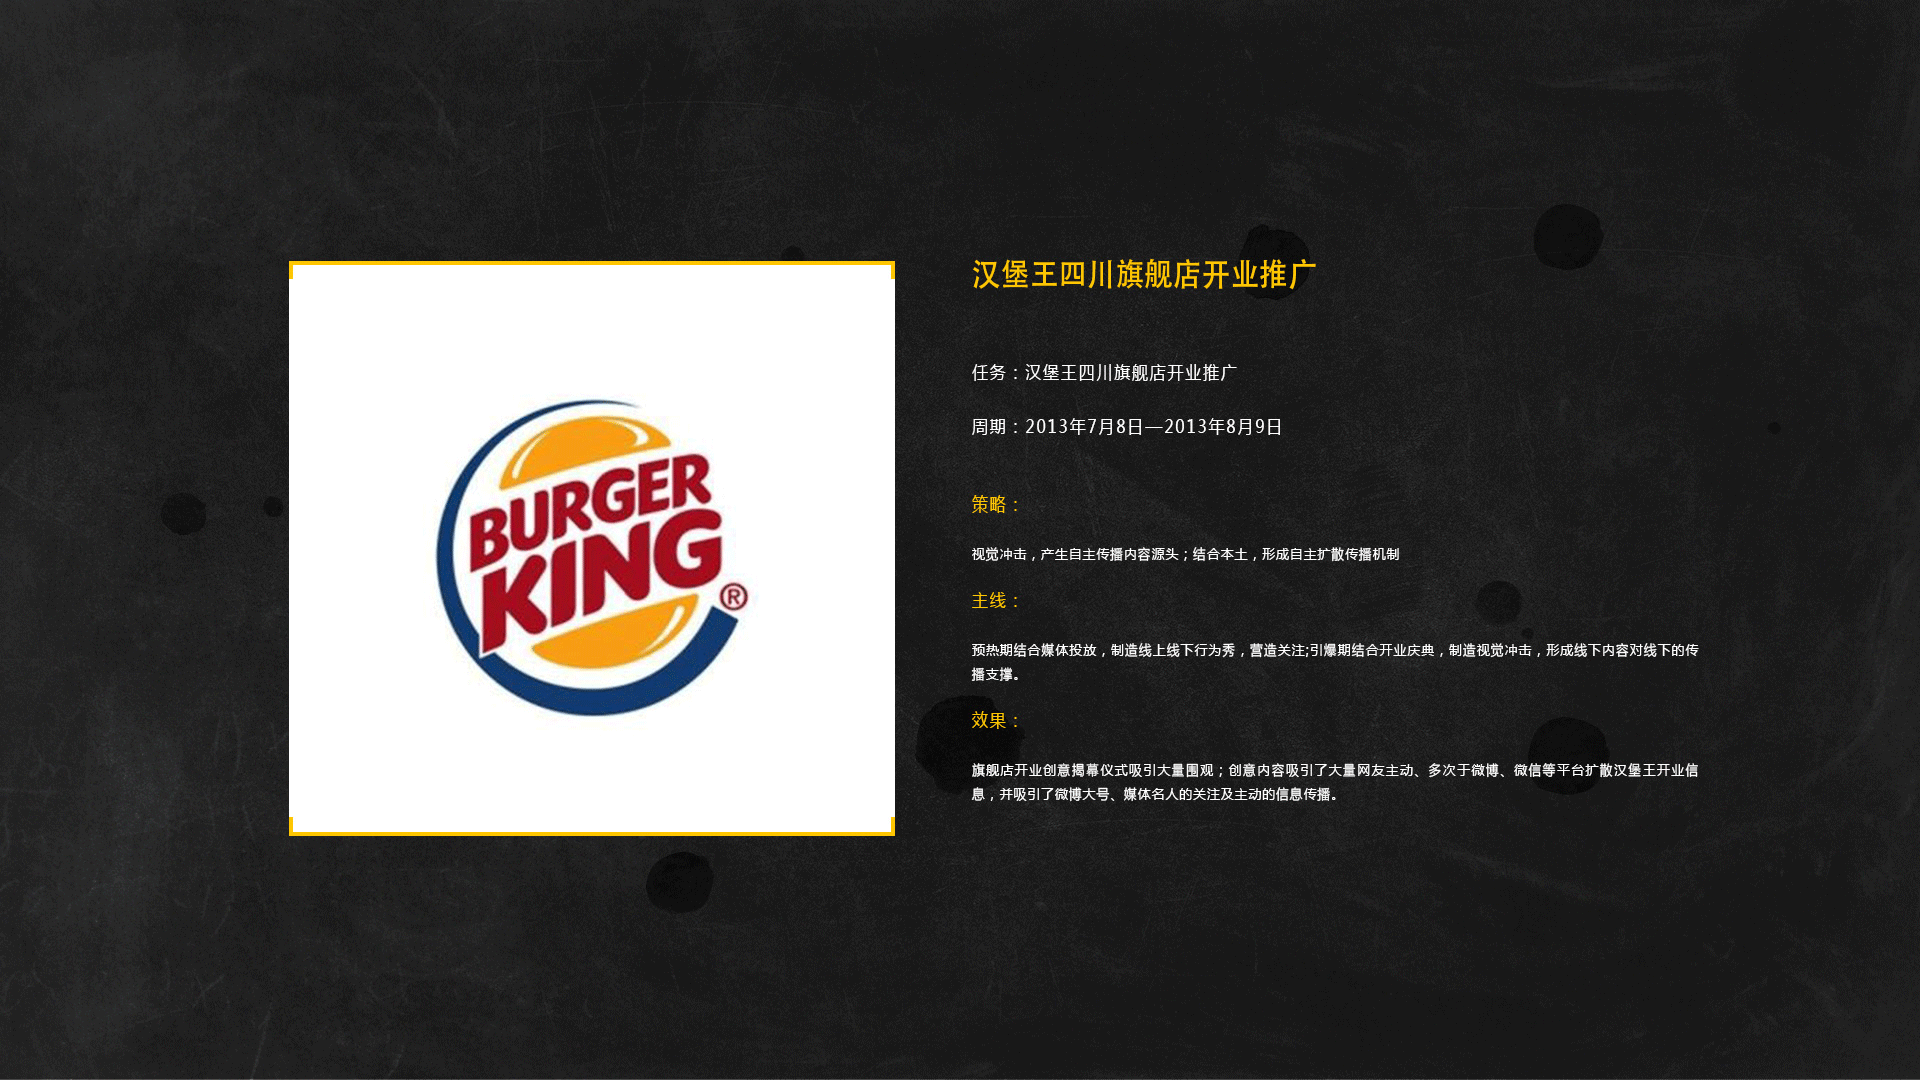 BURGER
KING
®
汉堡王四川旗舰店开业推广
任务：汉堡王四川旗舰店开业推广
周期：2013年7月8日—2013年8月9日
策略：
视觉冲击，产生自主传播内容源头；结合本土，形成自主扩散传播机制
主线：
预热期结合媒体投放，制造线上线下行为秀，营造关注;引爆期结合开业庆典，制造视觉冲击，形成线下内容对线下的传
播支撑。
效果：
旗舰店开业创意揭幕仪式吸引大量围观；创意内容吸引了大量网友主动、多次于微博、微信等平台扩散汉堡王开业信
息，并吸引了微博大号、媒体名人的关注及主动的信息传播。